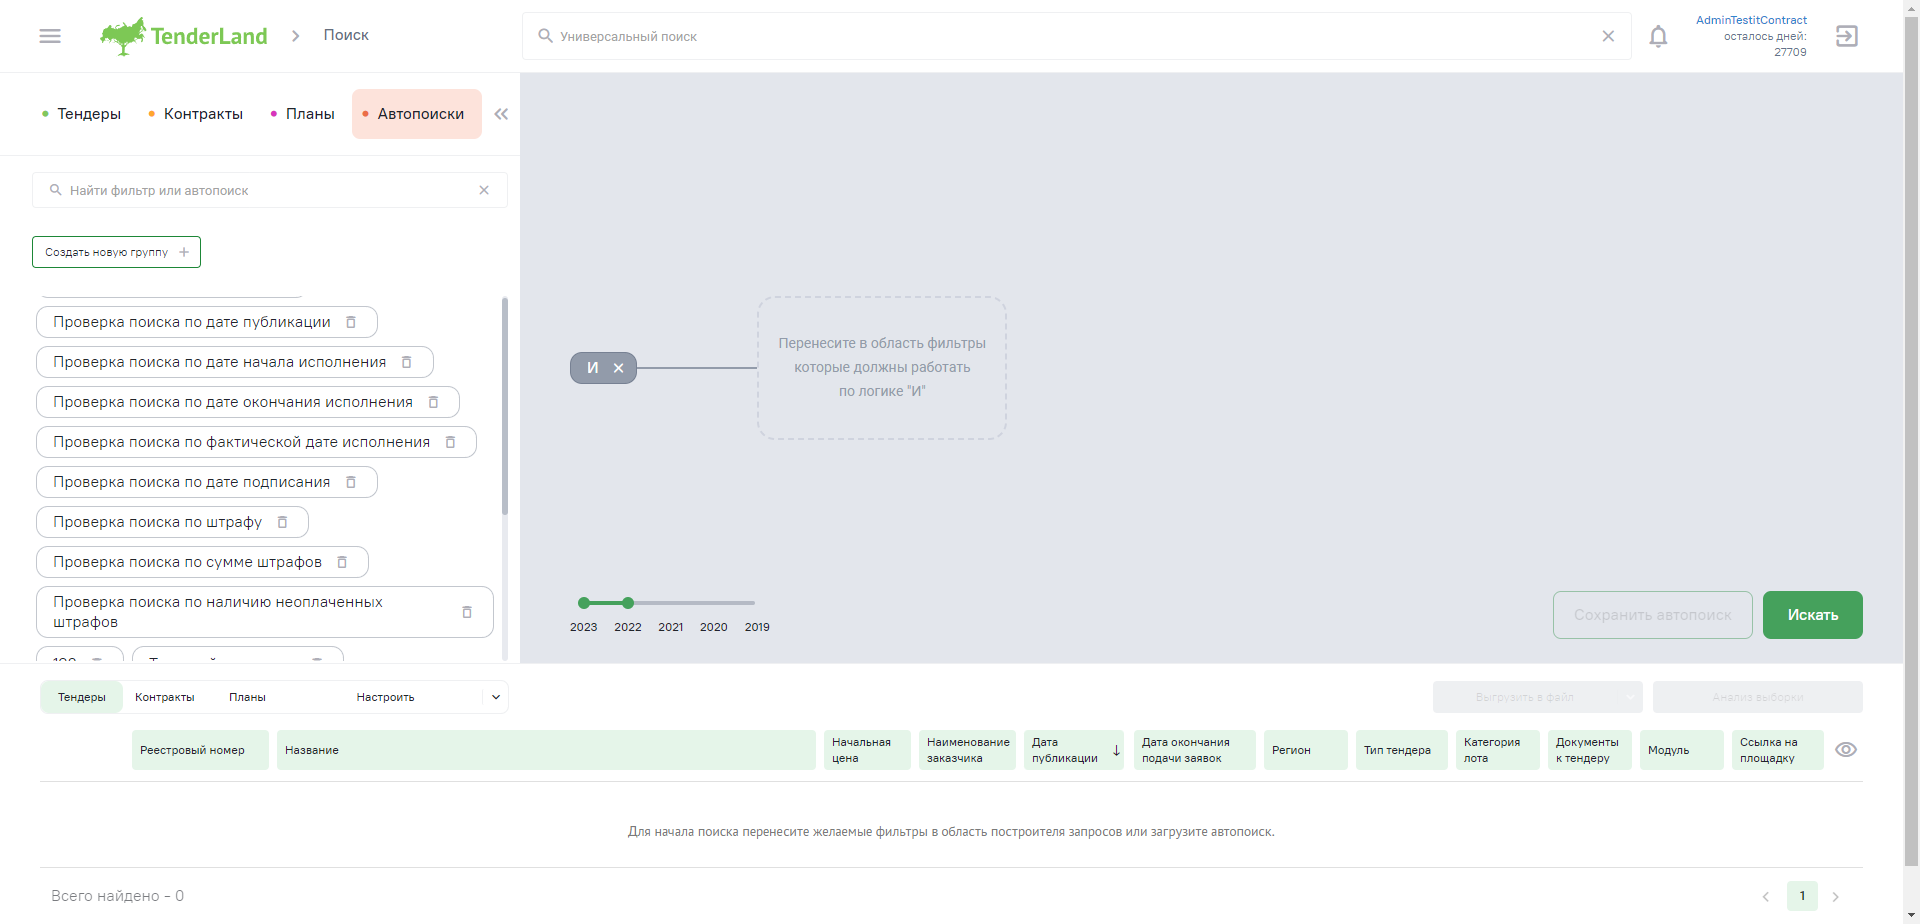 TenderLand
Поиск
Универсальный поиск
AdminTestitContract
осталось дней:
27709
Тендеры
Контракты
Планы
Автопоиски
Найти фильтр или автопоиск
Создать новую группу
Проверка поиска по дате публикации
Проверка поиска по дате начала исполнения
Проверка поиска по дате окончания исполнения
Проверка поиска по фактической дате исполнения
Проверка поиска по дате подписания
Проверка поиска по штрафу
Проверка поиска по сумме штрафов
Проверка поиска по наличию неоплаченных
штрафов
И
Перенесите в область фильтры
которые должны работать
по логике "И"
2023 2022 2021 2020 2019
Сохранить автопоиск
Искать
Тендеры
Контракты
Планы
Настроить
Выгрузить в файл
Анализ выборки
Реестровый номер
Название
Начальная
цена
Наименование
заказчика
Дата
публикации
Дата окончания
подачи заявок
Регион
Тип тендера
Категория
лота
Документы
к тендеру
Модуль
Ссылка на
площадку
Для начала поиска перенесите желаемые фильтры в область построителя запросов или загрузите автопоиск.
Всего найдено - 0
1